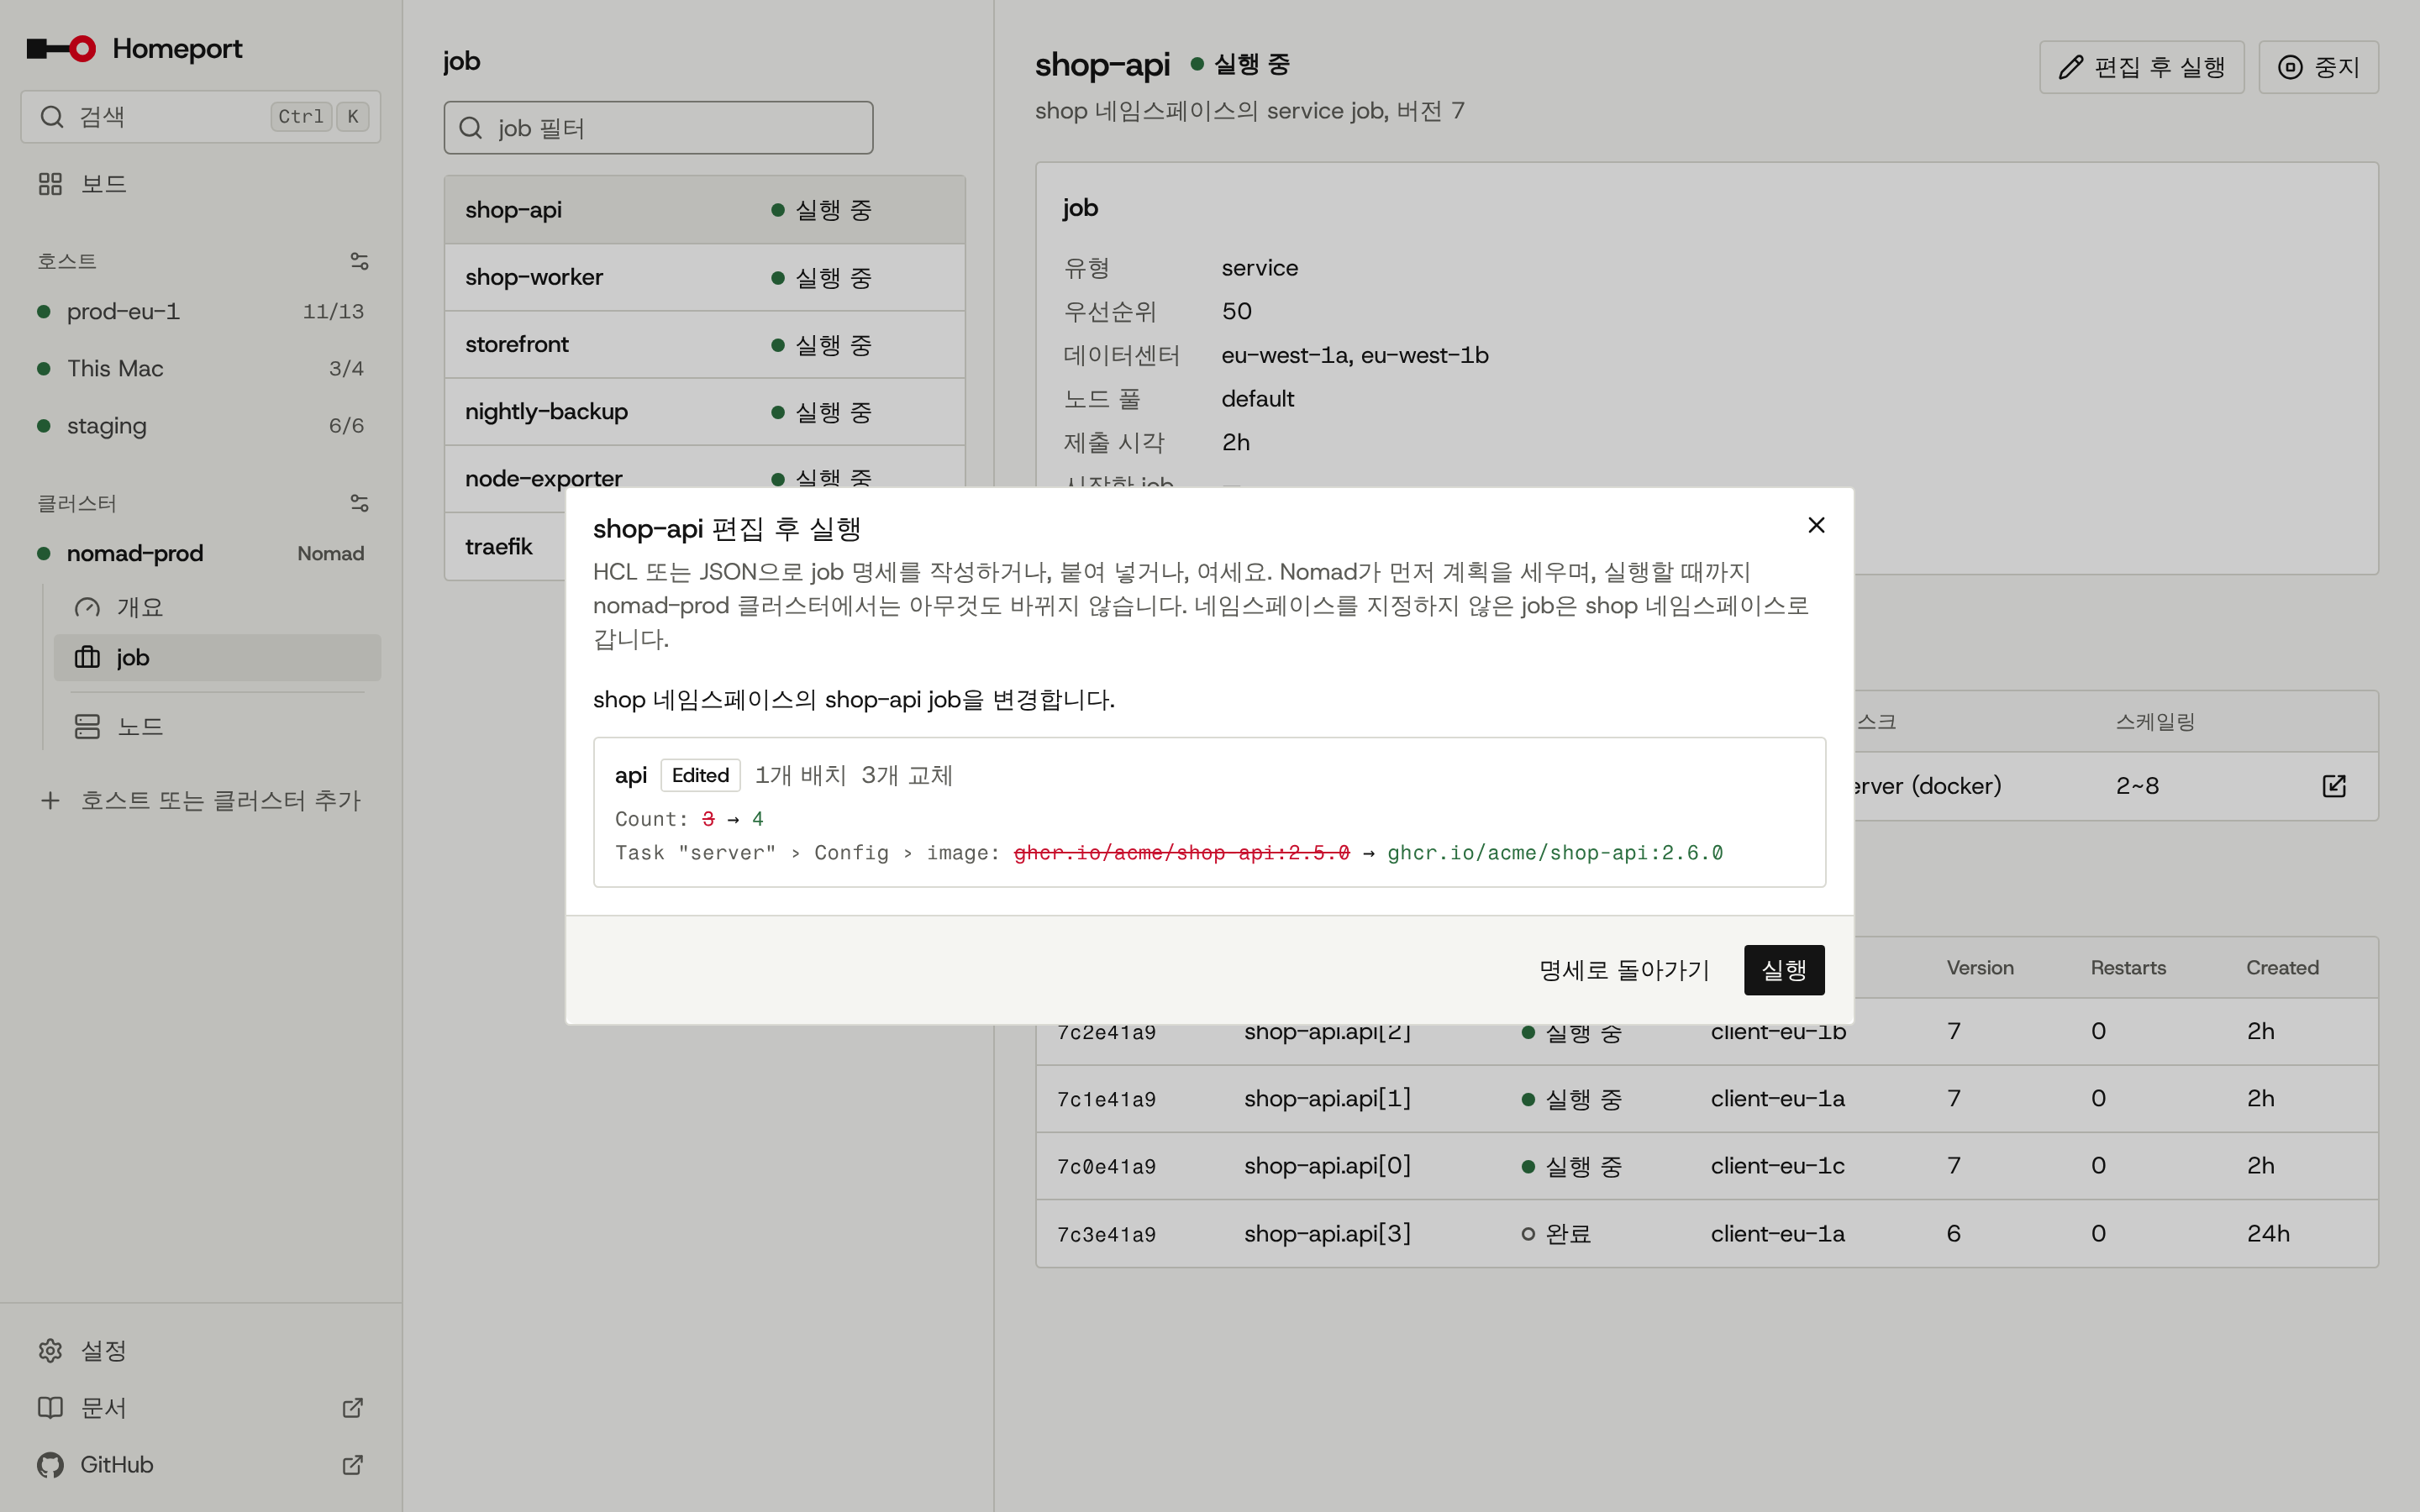 Homeport
검색 Ctrl K
보드
호스트
prod-eu-1 11/13
This Mac 3/4
staging 6/6
클러스터
nomad-prod Nomad
개요
job
노드
호스트 또는 클러스터 추가
설정
문서
GitHub
job
job 필터
shop-api 실행 중
shop-worker 실행 중
storefront 실행 중
nightly-backup 실행 중
node-exporter 실행 중
traefik
shop-api 실행 중
편집 후 실행
중지
shop 네임스페이스의 service job, 버전 7
job
유형 service
우선순위 50
데이터센터 eu-west-1a, eu-west-1b
노드 풀 default
제출 시각 2h
shop-api 편집 후 실행
HCL 또는 JSON으로 job 명세를 작성하거나, 붙여 넣거나, 여세요. Nomad가 먼저 계획을 세우며, 실행할 때까지
nomad-prod 클러스터에서는 아무것도 바뀌지 않습니다. 네임스페이스를 지정하지 않은 job은 shop 네임스페이스로
갑니다.
shop 네임스페이스의 shop-api job을 변경합니다.
api Edited 1개 배치 3개 교체
Count: 3 → 4
Task "server" › Config › image: ghcr.io/acme/shop-api:2.5.0 → ghcr.io/acme/shop-api:2.6.0
명세로 돌아가기 실행
스크 스케일링
erver (docker) 2~8
Version Restarts Created
7c2e41a9 shop-api.api[2] 실행 중 client-eu-1b 7 0 2h
7c1e41a9 shop-api.api[1] 실행 중 client-eu-1a 7 0 2h
7c0e41a9 shop-api.api[0] 실행 중 client-eu-1c 7 0 2h
7c3e41a9 shop-api.api[3] 완료 client-eu-1a 6 0 24h